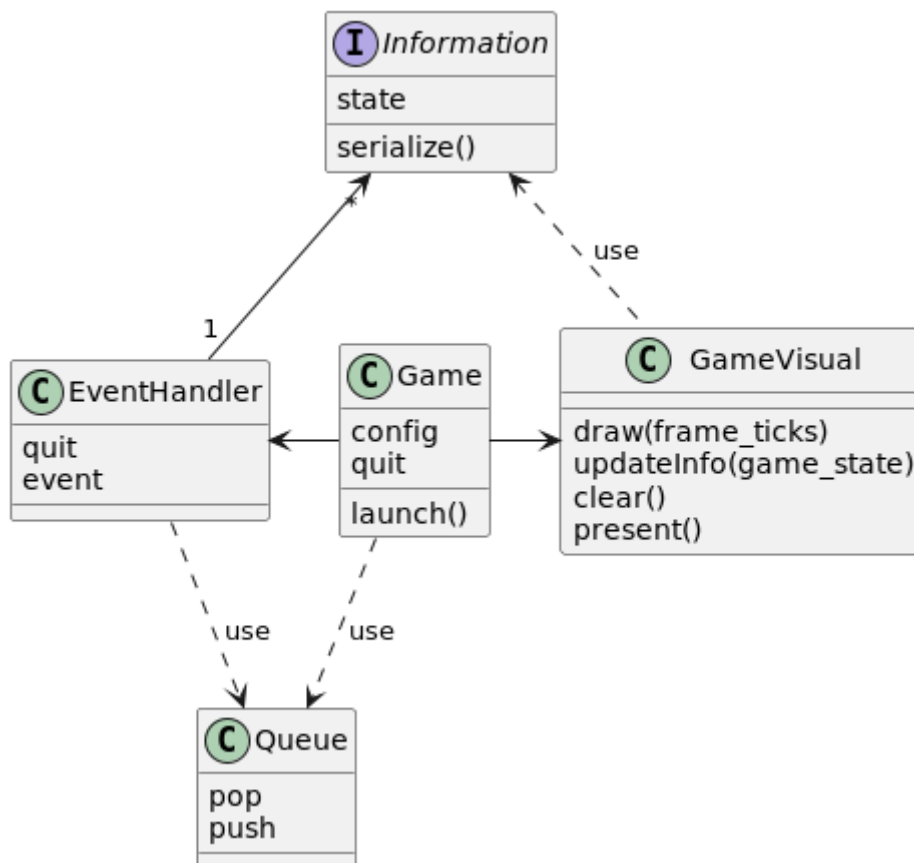 I Information
state
serialize()
use
*
1
C EventHandler
quit
event
C Game
config
quit
launch()
C GameVisual
draw(frame_ticks)
updateInfo(game_state)
clear()
present()
use
use
C Queue
pop
push